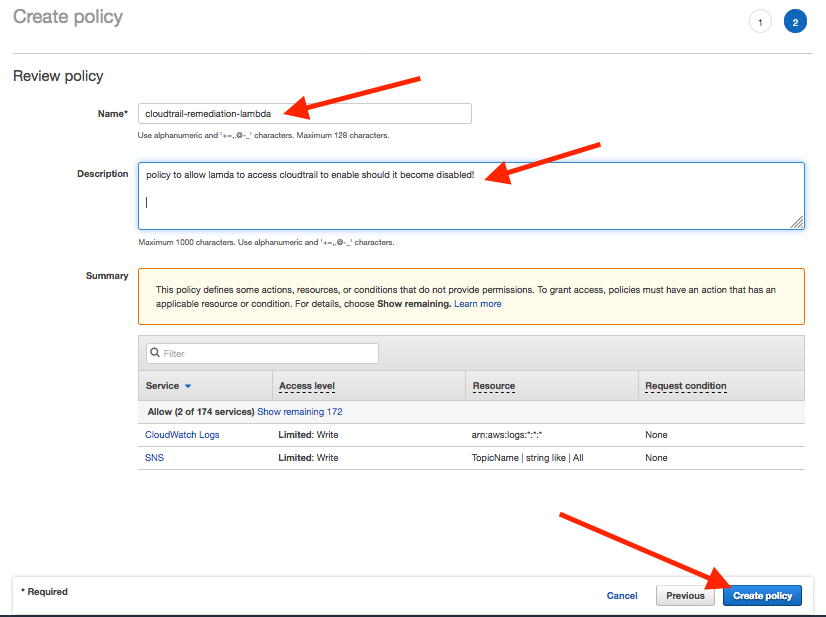 Create policy
1
2
Review policy
Name*
cloudtrail-remediation-lambda
Use alphanumeric and '+=,.@-_' characters. Maximum 128 characters.
Description
policy to allow lamda to access cloudtrail to enable should it become disabled!
Maximum 1000 characters. Use alphanumeric and '+=,.@-_' characters.
Summary
This policy defines some actions, resources, or conditions that do not provide permissions. To grant access, policies must have an action that has an
applicable resource or condition. For details, choose Show remaining. Learn more
Filter
Service Access level Resource Request condition
Allow (2 of 174 services) Show remaining 172
CloudWatch Logs Limited: Write arn:aws:logs:*:*:* None
SNS Limited: Write TopicName | string like | All None
* Required
Cancel Previous Create policy